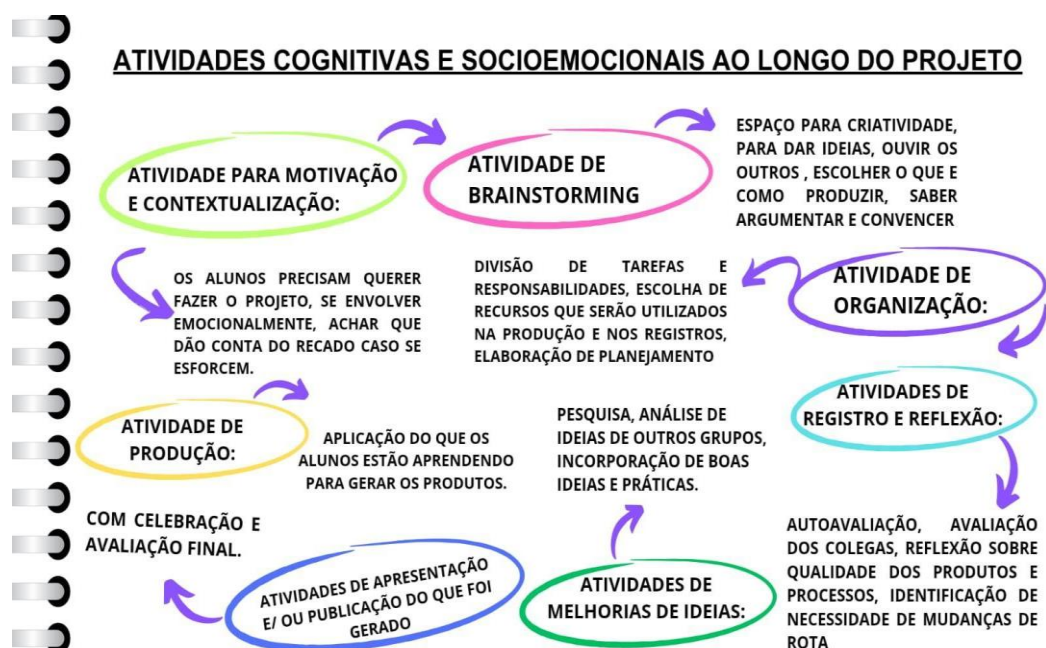 ATIVIDADES COGNITIVAS E SOCIOEMOCIONAIS AO LONGO DO PROJETO
ATIVIDADE PARA MOTIVAÇÃO
E CONTEXTUALIZAÇÃO:
OS ALUNOS PRECISAM QUERER
FAZER O PROJETO, SE ENVOLVER
EMOCIONALMENTE, ACHAR QUE
DÃO CONTA DO RECADO CASO SE
ESFORCEM.
ATIVIDADE DE
BRAINSTORMING
ESPAÇO PARA CRIATIVIDADE,
PARA DAR IDEIAS, OUVIR OS
OUTROS , ESCOLHER O QUE E
COMO PRODUZIR, SABER
ARGUMENTAR E CONVENCER
ATIVIDADE DE
ORGANIZAÇÃO:
DIVISÃO DE TAREFAS E
RESPONSABILIDADES, ESCOLHA DE
RECURSOS QUE SERÃO UTILIZADOS
NA PRODUÇÃO E NOS REGISTROS,
ELABORAÇÃO DE PLANEJAMENTO
ATIVIDADES DE
REGISTRO E REFLEXÃO:
AUTOAVALIAÇÃO, AVALIAÇÃO
DOS COLEGAS, REFLEXÃO SOBRE
QUALIDADE DOS PRODUTOS E
PROCESSOS, IDENTIFICAÇÃO DE
NECESSIDADE DE MUDANÇAS DE
ROTA
ATIVIDADE DE
PRODUÇÃO:
APLICAÇÃO DO QUE OS
ALUNOS ESTÃO APRENDENDO
PARA GERAR OS PRODUTOS.
ATIVIDADES DE
MELHORIAS DE IDEIAS:
PESQUISA, ANÁLISE DE
IDEIAS DE OUTROS GRUPOS,
INCORPORAÇÃO DE BOAS
IDEIAS E PRÁTICAS.
ATIVIDADES DE APRESENTAÇÃO
E/ OU PUBLICAÇÃO DO QUE FOI
GERADO
COM CELEBRAÇÃO E
AVALIAÇÃO FINAL.